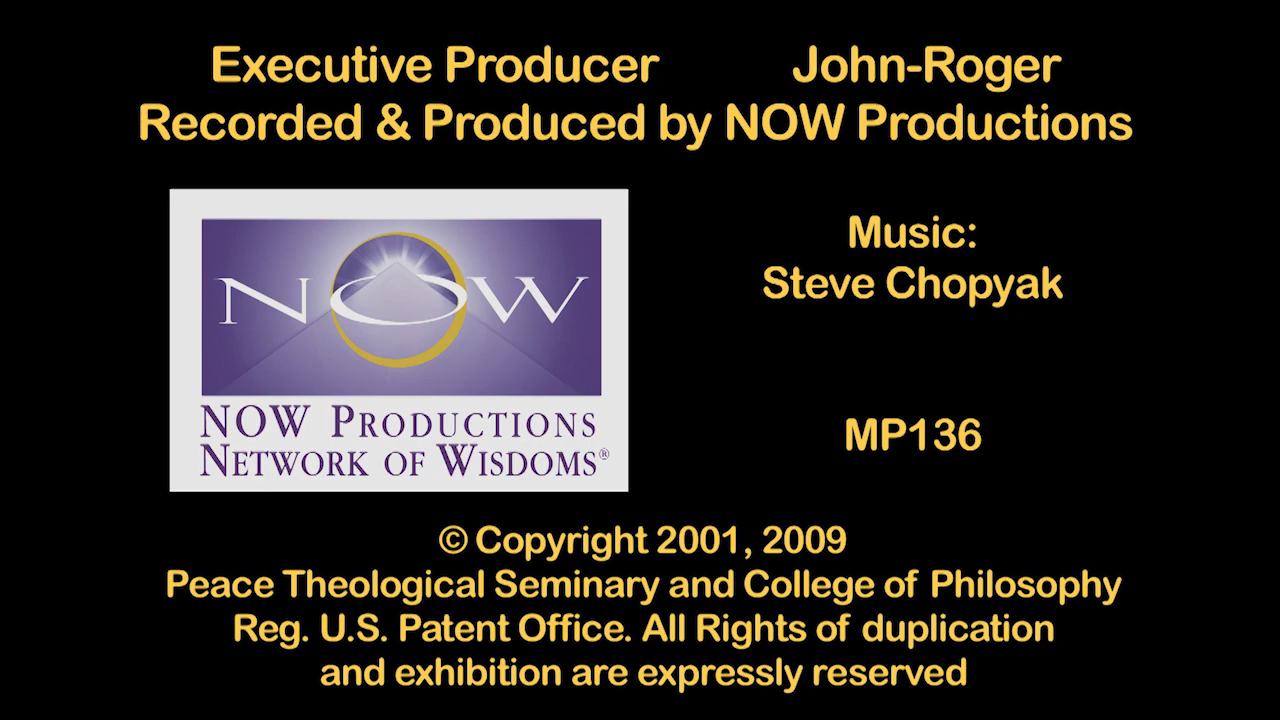 Executive Producer John-Roger
Recorded & Produced by NOW Productions
NOW
NOW PRODUCTIONS
NETWORK OF WISDOMS®
Music:
Steve Chopyak
MP136
© Copyright 2001, 2009
Peace Theological Seminary and College of Philosophy
Reg. U.S. Patent Office. All Rights of duplication
and exhibition are expressly reserved